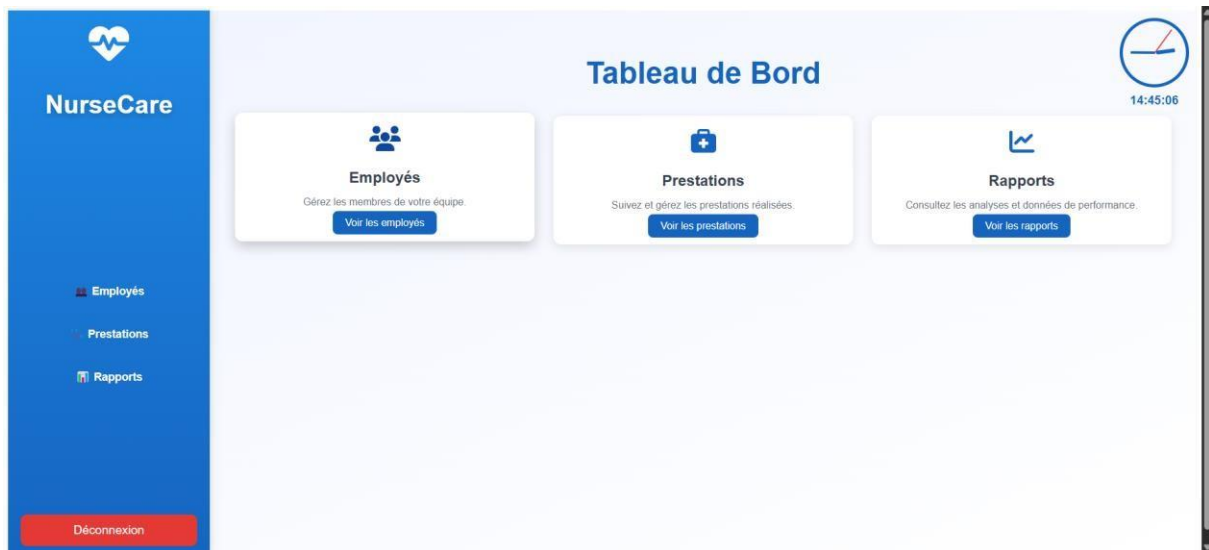 NurseCare
Employés
Prestations
Rapports
Déconnexion
Tableau de Bord
14:45:06
Employés
Gérez les membres de votre équipe.
Voir les employés
Prestations
Suivez et gérez les prestations réalisées.
Voir les prestations
Rapports
Consultez les analyses et données de performance.
Voir les rapports